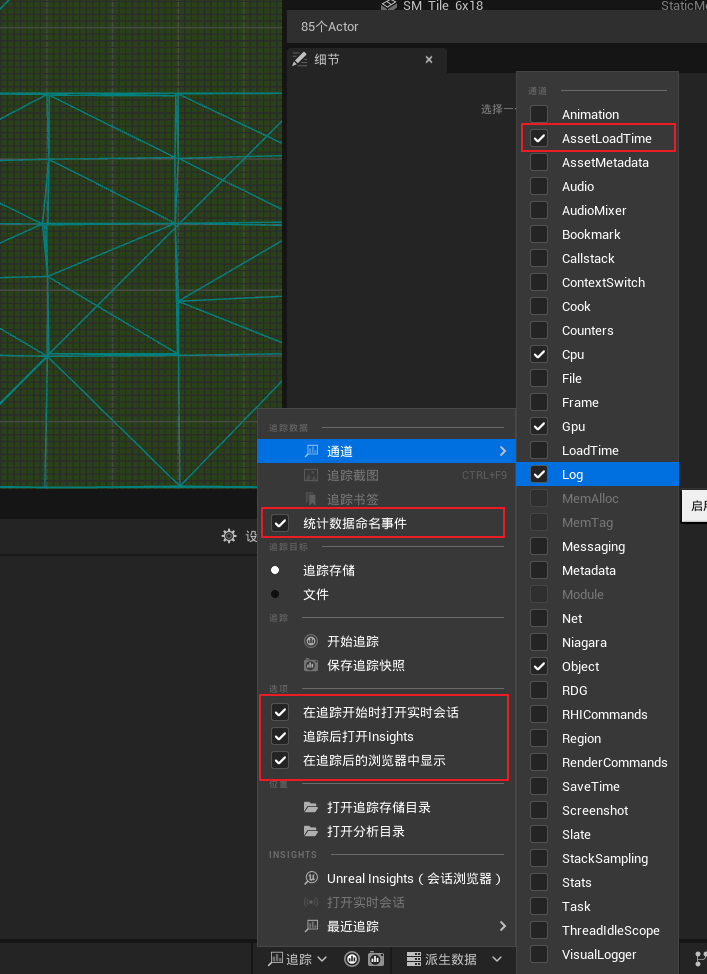 SM_Tile_6x18
StaticMe
85个Actor
细节
选择一
追踪数据
通道
追踪截图 CTRL+F9
追踪书签
统计数据命名事件
追踪目标
追踪存储
文件
追踪
开始追踪
保存追踪快照
选项
在追踪开始时打开实时会话
追踪后打开Insights
在追踪后的浏览器中显示
位置
打开追踪存储目录
打开分析目录
INSIGHTS
Unreal Insights（会话浏览器）
打开实时会话
最近追踪
通道
Animation
AssetLoadTime
AssetMetadata
Audio
AudioMixer
Bookmark
Callstack
ContextSwitch
Cook
Counters
Cpu
File
Frame
Gpu
LoadTime
Log
MemAlloc
MemTag
Messaging
Metadata
Module
Net
Niagara
Object
RDG
RHICommands
Region
RenderCommands
SaveTime
Screenshot
Slate
StackSampling
Stats
Task
ThreadIdleScope
VisualLogger
启用
设
追踪
派生数据